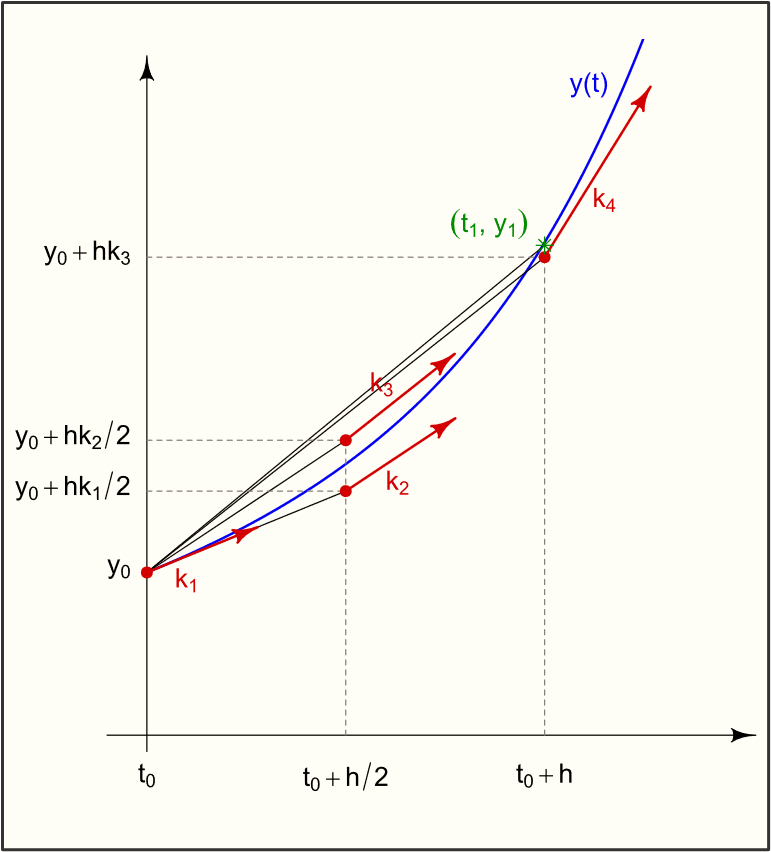 y(t)
k₄
(t₁, y₁)
y₀+hk₃
k₃
y₀+hk₂/2
k₂
y₀+hk₁/2
y₀
k₁
t₀
t₀+h/2
t₀+h